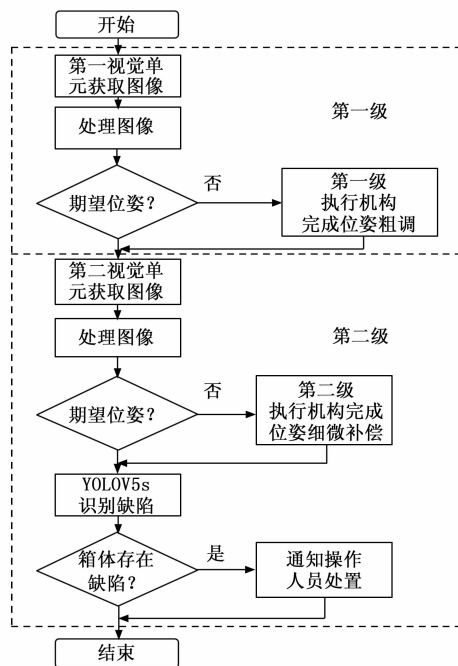 开始
第一视觉单
元获取图像
第一级
处理图像
期望位姿?
否
第一级
执行机构
完成位姿粗调
第二视觉单
元获取图像
处理图像
第二级
期望位姿?
否
第二级
执行机构完成
位姿细微补偿
YOLOV5s
识别缺陷
箱体存在
缺陷?
是
通知操作
人员处置
结束